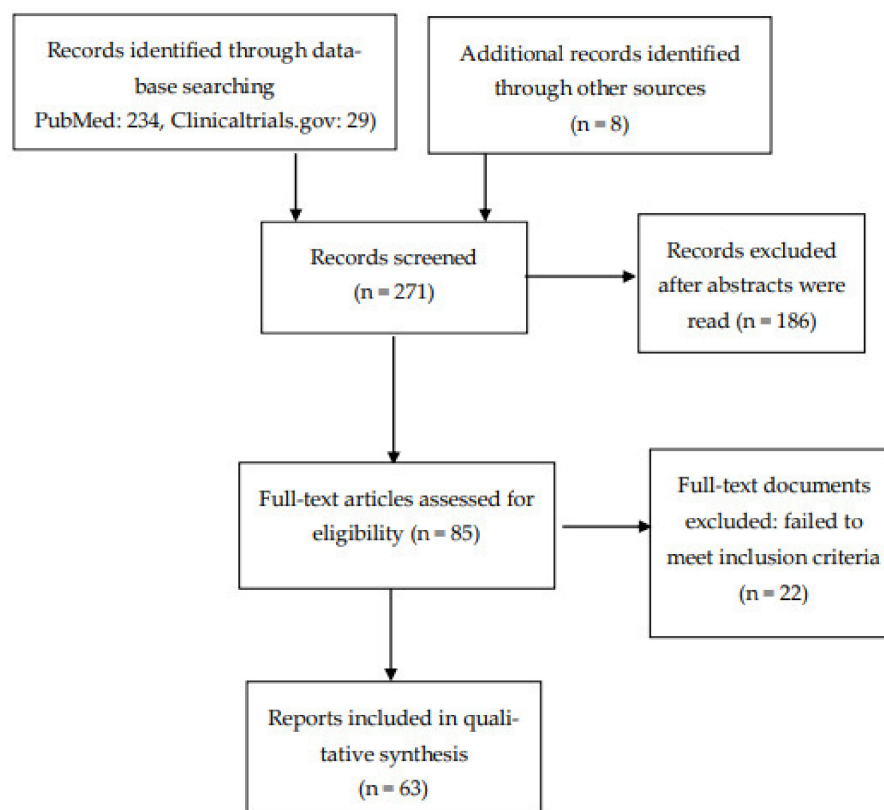 Records identified through data-
base searching
PubMed: 234, Clinicaltrials.gov: 29)
Additional records identified
through other sources
(n = 8)
Records screened
(n = 271)
Records excluded
after abstracts were
read (n = 186)
Full-text articles assessed for
eligibility (n = 85)
Full-text documents
excluded: failed to
meet inclusion criteria
(n = 22)
Reports included in quali-
tative synthesis
(n = 63)